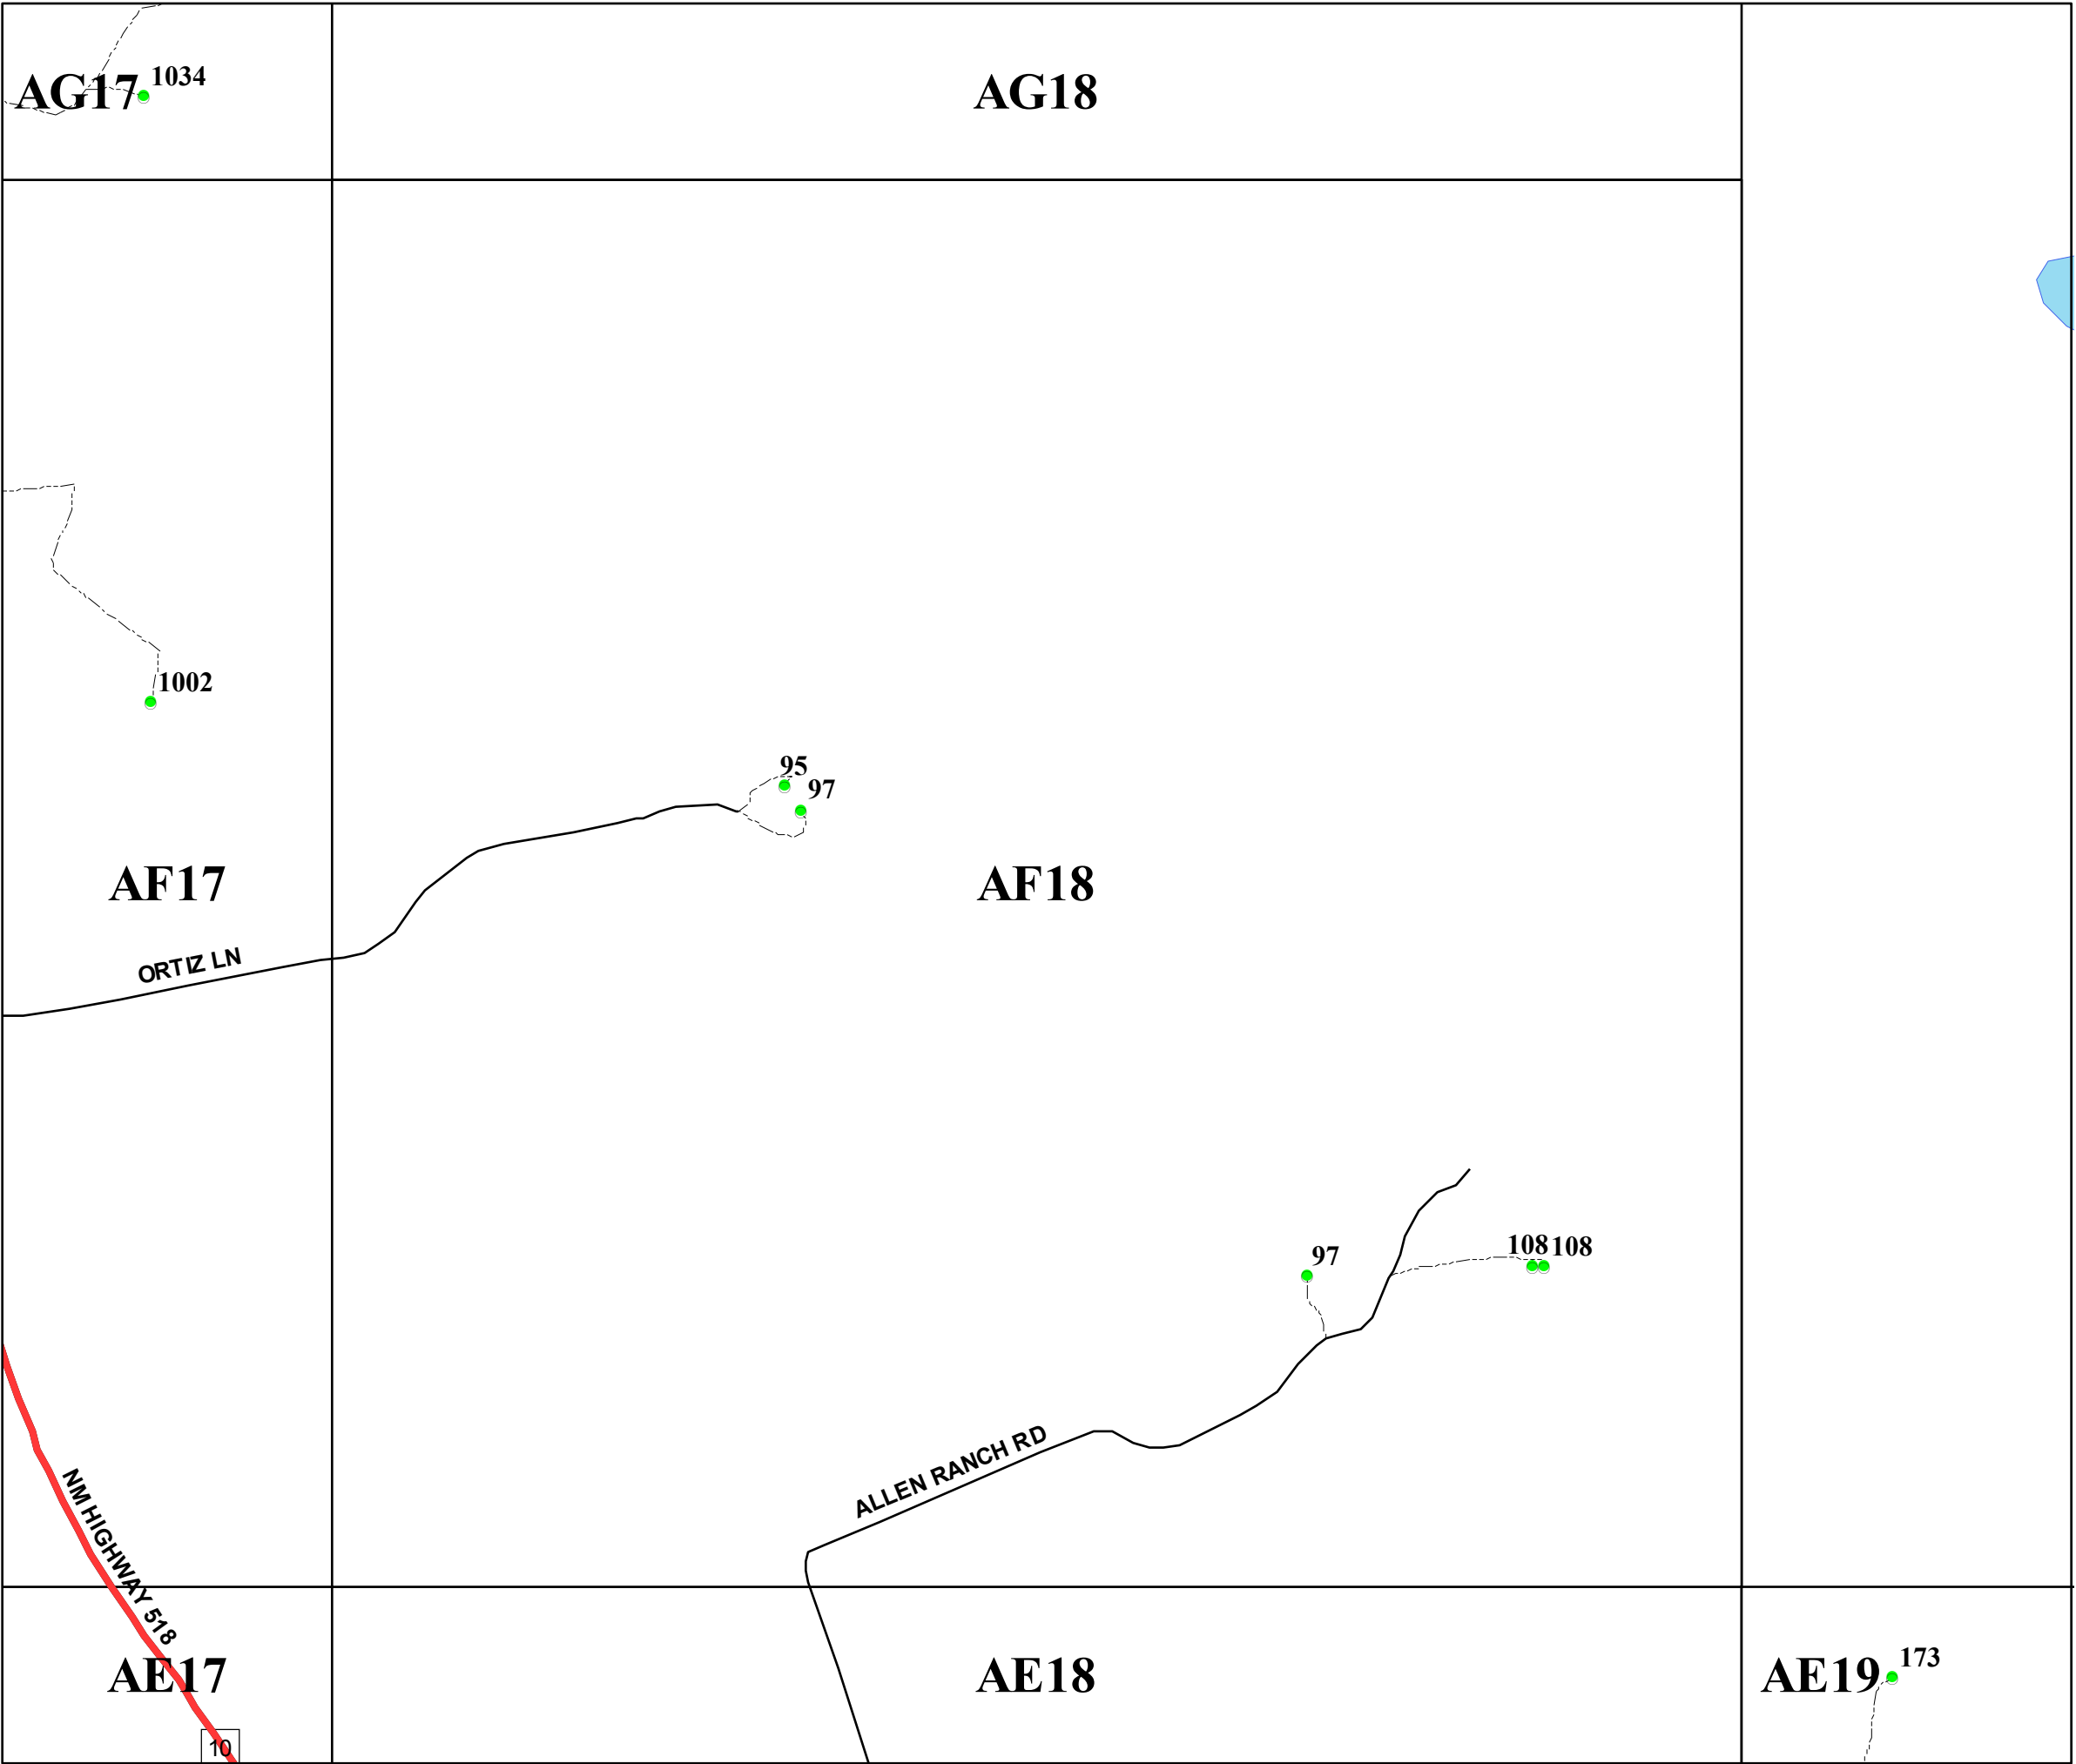 1034
AG17
AG18
1002
95
97
AF17
AF18
ORTIZ LN
108
108
97
ALLEN RANCH RD
NM HIGHWAY 518
AE17
AE18
AE19
173
10